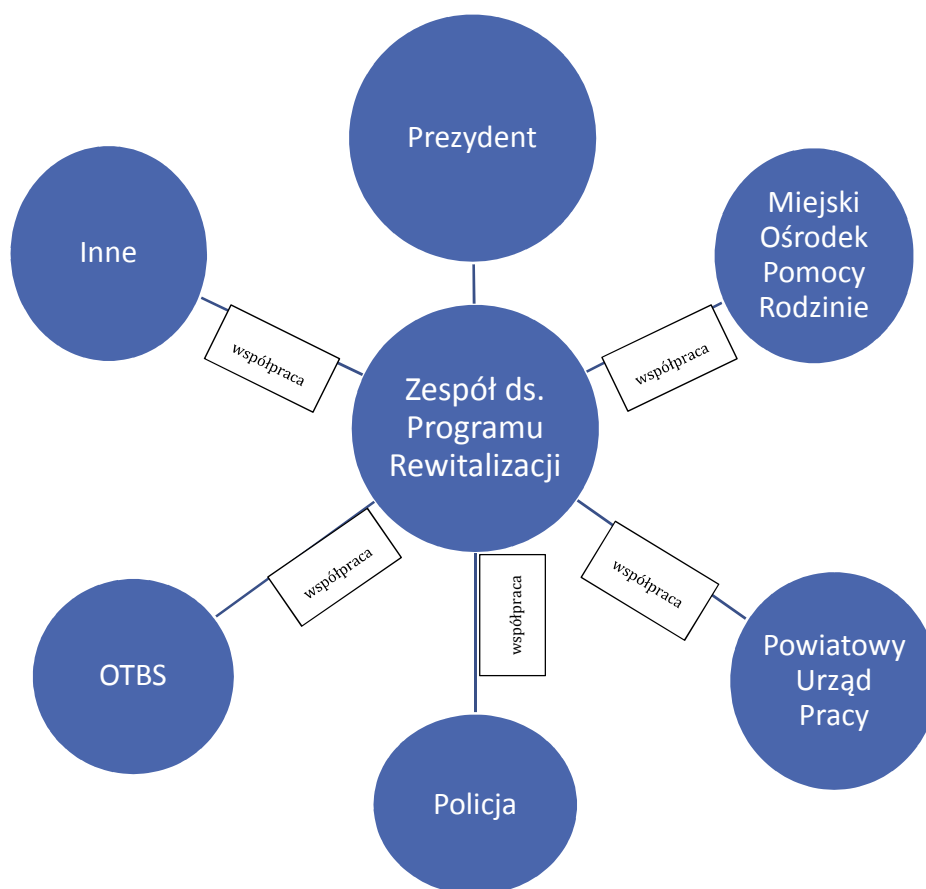 Prezydent
Inne
Miejski
Ośrodek
Pomocy
Rodzinie
współpraca
współpraca
Zespół ds.
Programu
Rewitalizacji
współpraca
współpraca
współpraca
OTBS
Powiatowy
Urząd
Pracy
Policja